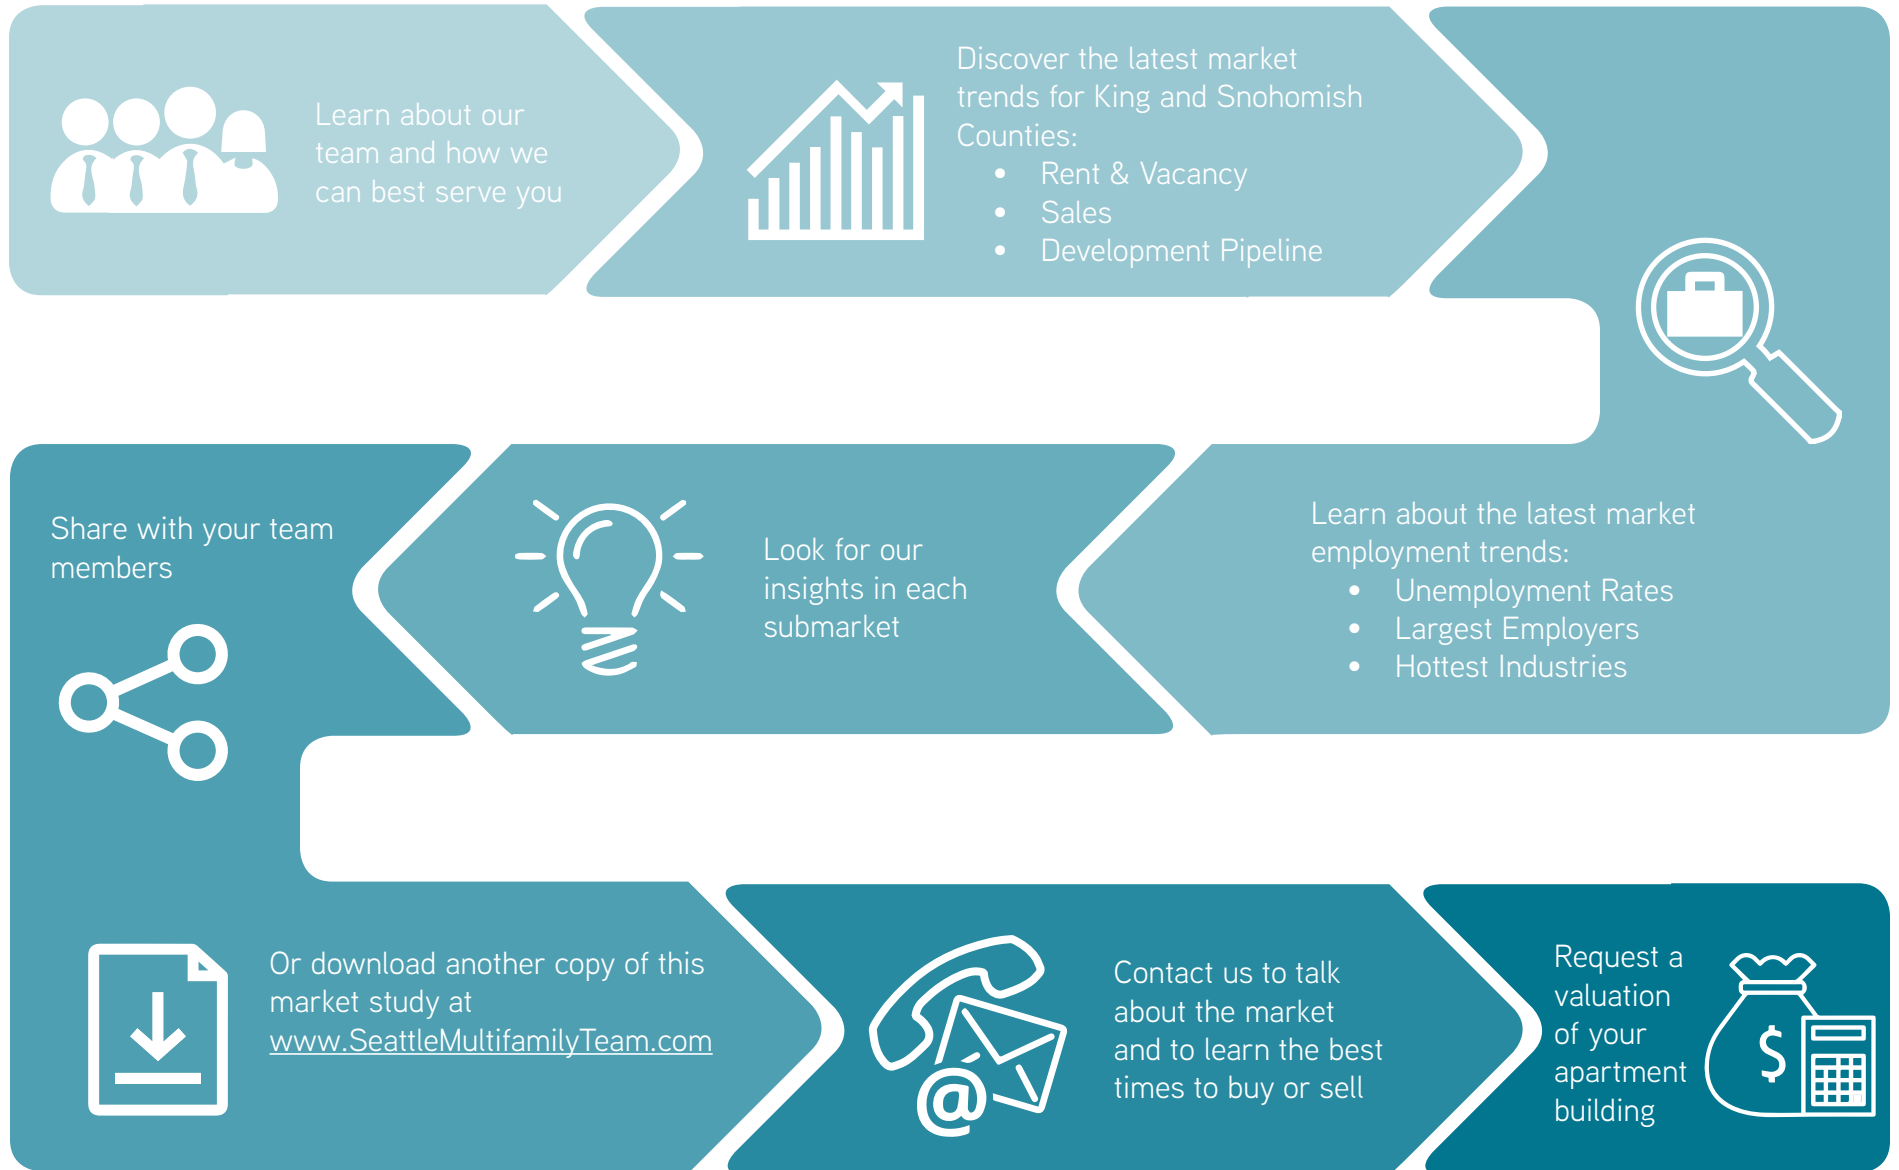 Learn about our
team and how we
can best serve you
Discover the latest market
trends for King and Snohomish
Counties:
• Rent & Vacancy
• Sales
• Development Pipeline
Learn about the latest market
employment trends:
• Unemployment Rates
• Largest Employers
• Hottest Industries
Look for our
insights in each
submarket
Share with your team
members
Or download another copy of this
market study at
www.SeattleMultifamilyTeam.com
@
Contact us to talk
about the market
and to learn the best
times to buy or sell
Request a
valuation
of your
apartment
building
$